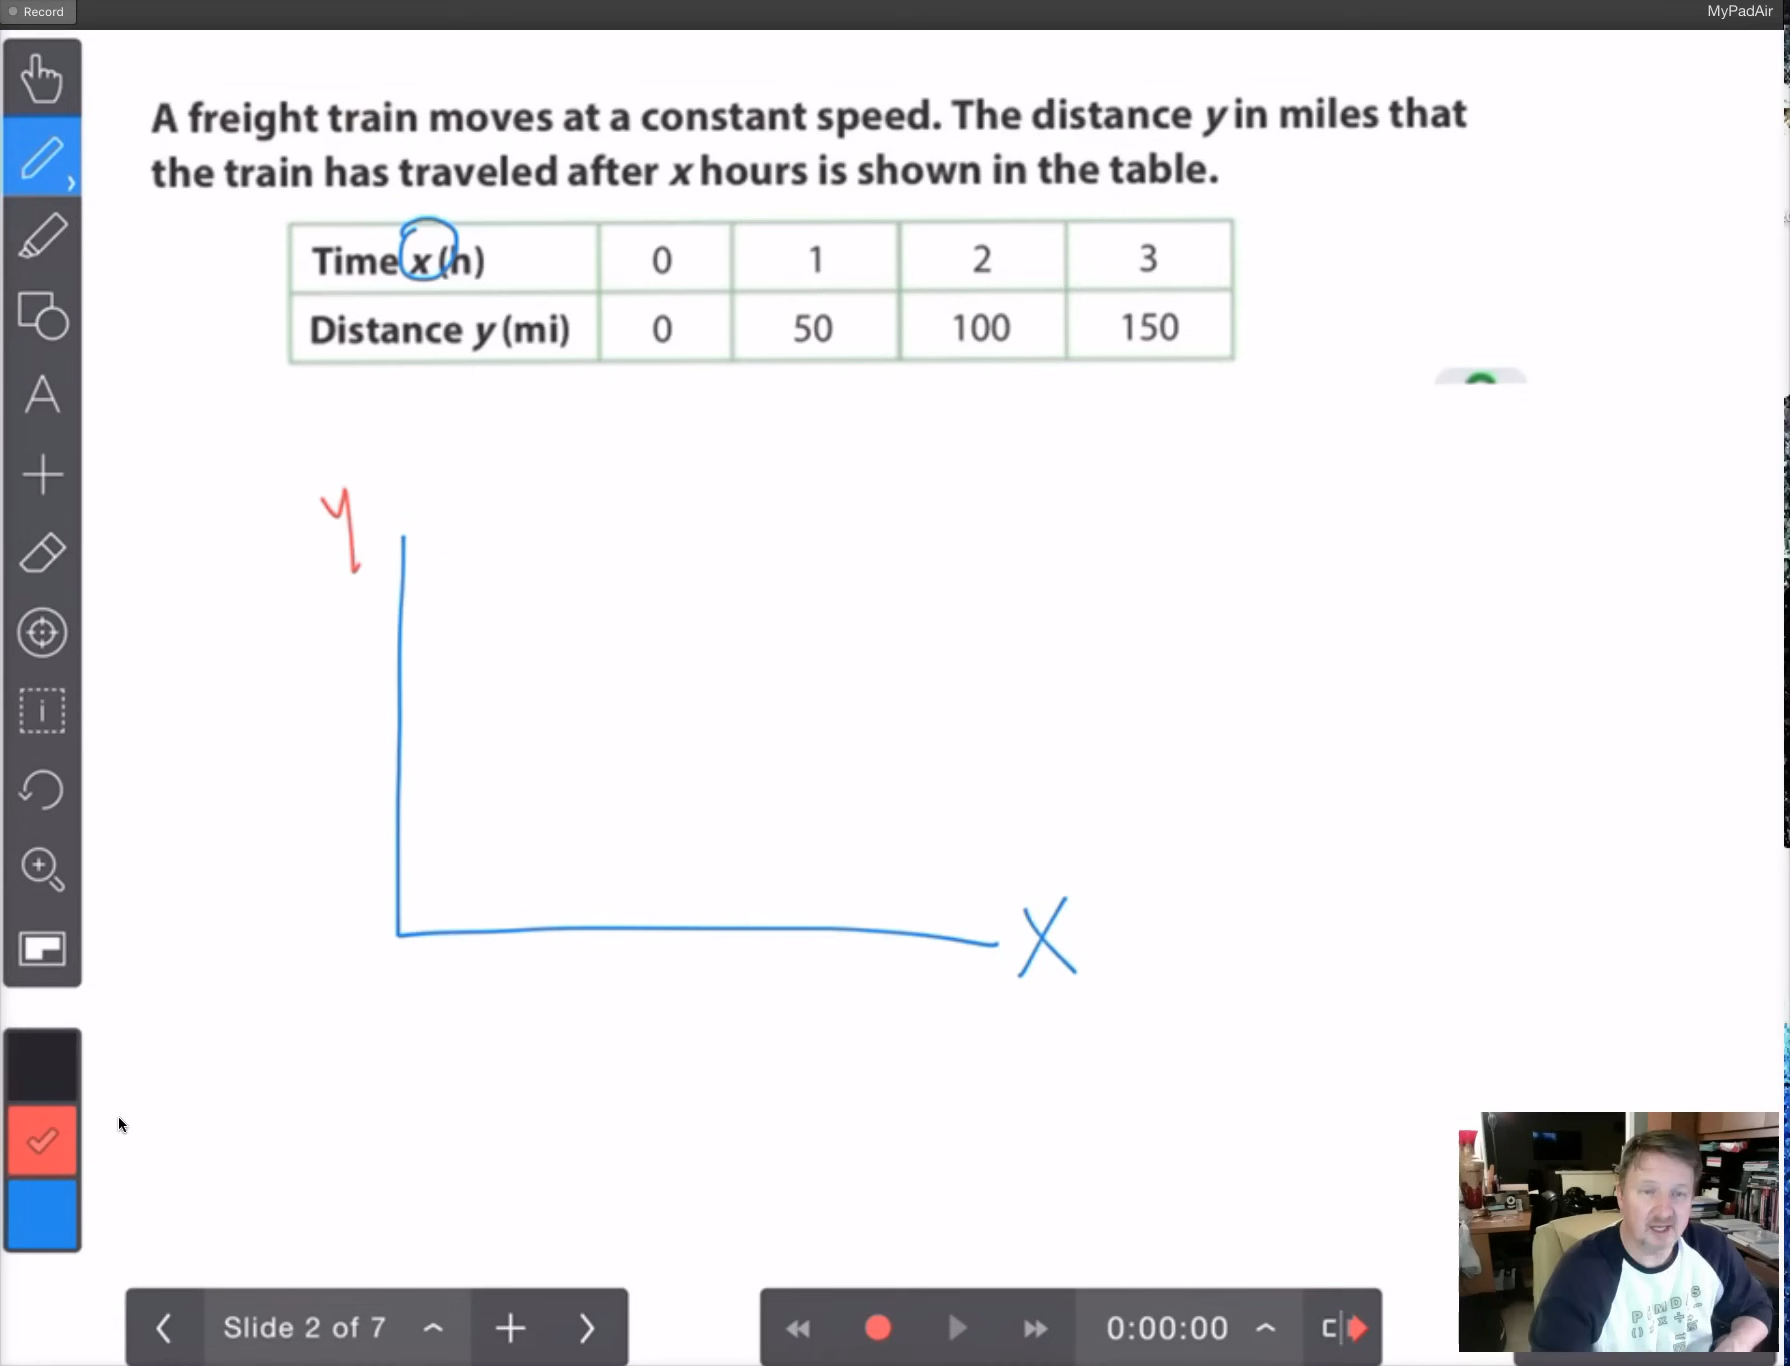 Record
MyPadAir
A freight train moves at a constant speed. The distance y in miles that
the train has traveled after x hours is shown in the table.
Time x (h) 0 1 2 3
Distance y (mi) 0 50 100 150
y
X
Slide 2 of 7
0:00:00